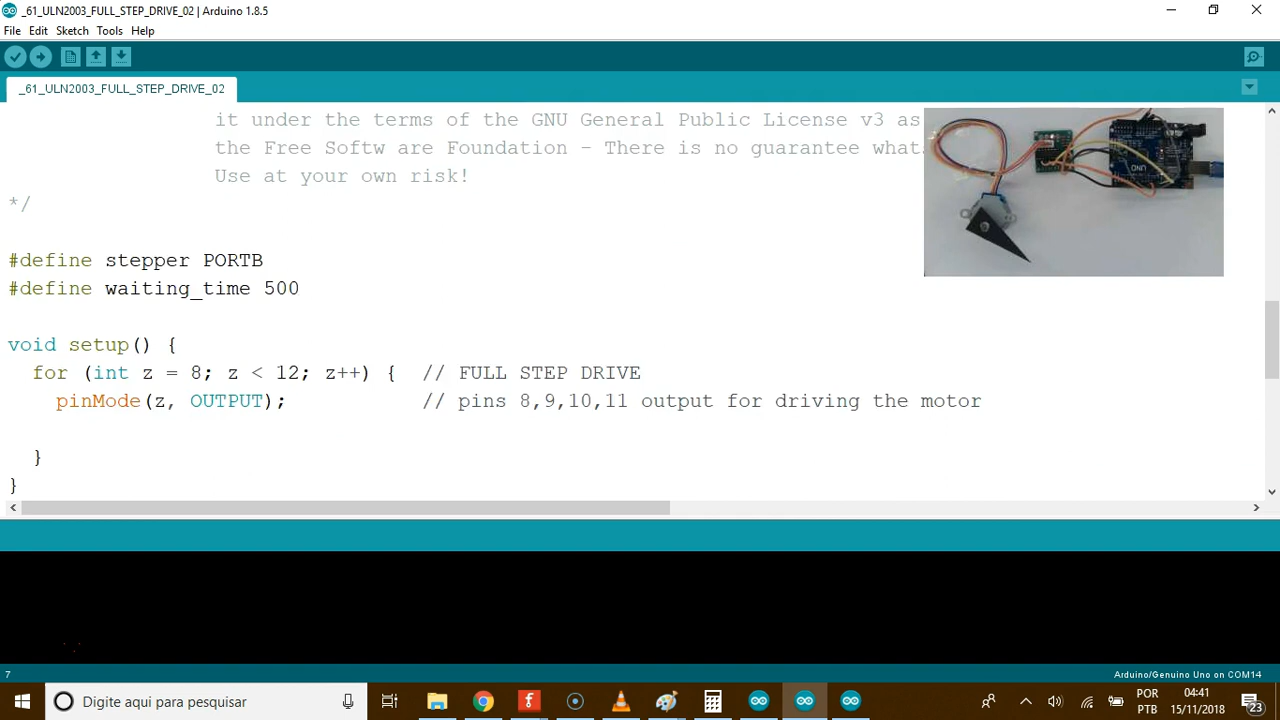 _61_ULN2003_FULL_STEP_DRIVE_02 | Arduino 1.8.5
File Edit Sketch Tools Help
_61_ULN2003_FULL_STEP_DRIVE_02
it under the terms of the GNU General Public License v3 as
the Free Softw are Foundation - There is no guarantee what
Use at your own risk!
*/
#define stepper PORTB
#define waiting_time 500
void setup() {
for (int z = 8; z < 12; z++) { // FULL STEP DRIVE
pinMode(z, OUTPUT); // pins 8,9,10,11 output for driving the motor
}
}
7
Arduino/Genuino Uno on COM14
Digite aqui para pesquisar
POR
PTB
04:41
15/11/2018
23
UNO